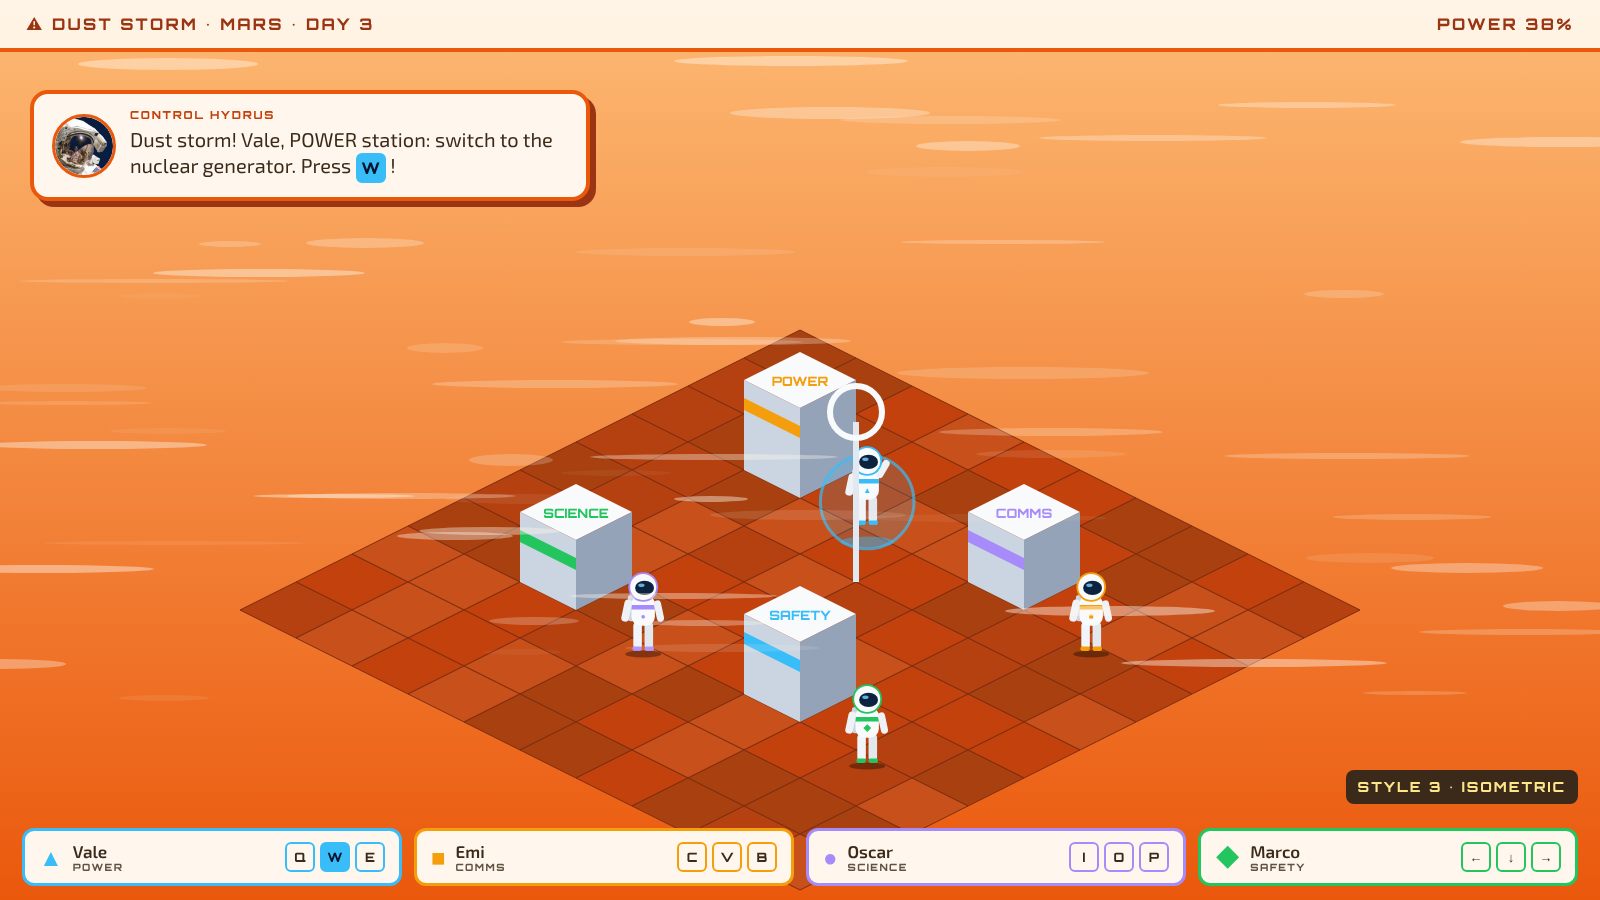 ⚠ DUST STORM · MARS · DAY 3
POWER 38%
CONTROL HYDRUS
Dust storm! Vale, POWER station: switch to the
nuclear generator. Press W !
POWER
SCIENCE
COMMS
SAFETY
STYLE 3 · ISOMETRIC
Vale
POWER
Q W E
Emi
COMMS
C V B
Oscar
SCIENCE
I O P
Marco
SAFETY
← ↓ →